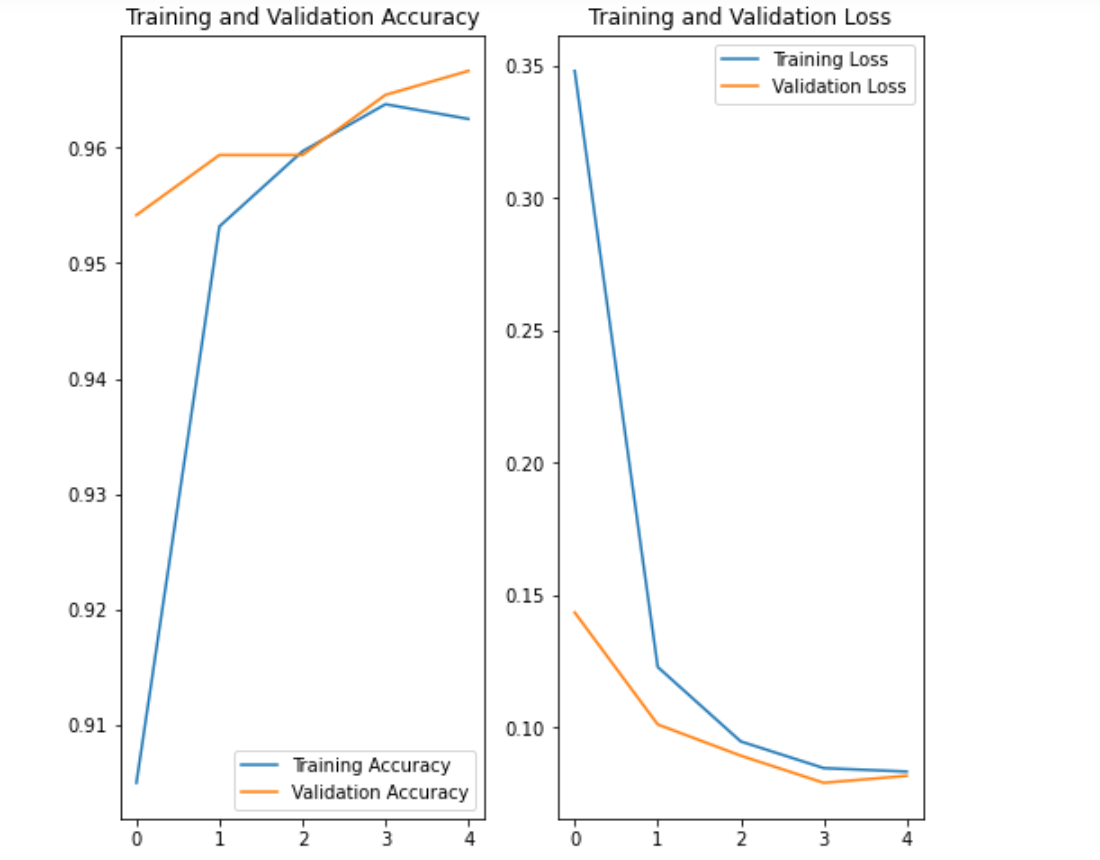 Training and Validation Accuracy
0.96
0.95
0.94
0.93
0.92
0.91
Training Accuracy
Validation Accuracy
0 1 2 3 4
Training and Validation Loss
Training Loss
Validation Loss
0.35
0.30
0.25
0.20
0.15
0.10
0 1 2 3 4